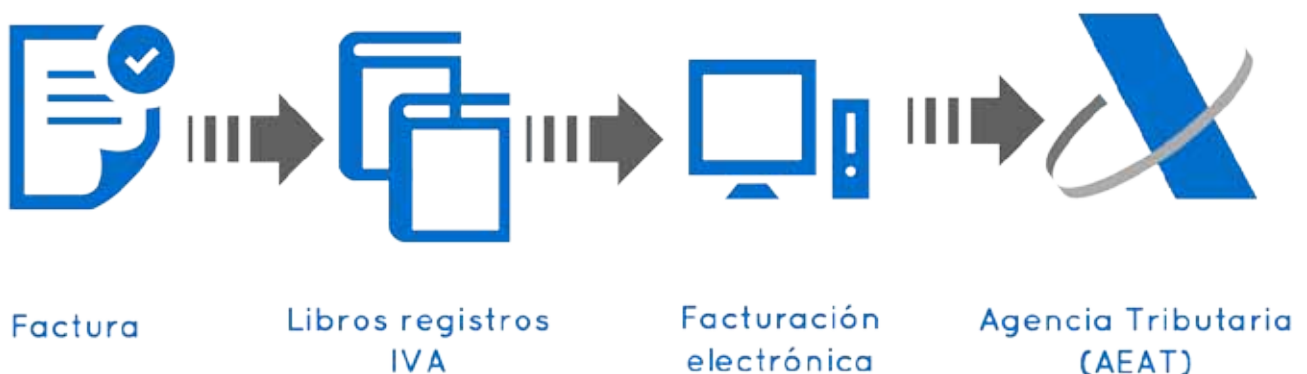 Factura
Libros registros
IVA
Facturación
electrónica
Agencia Tributaria
(AEAT)